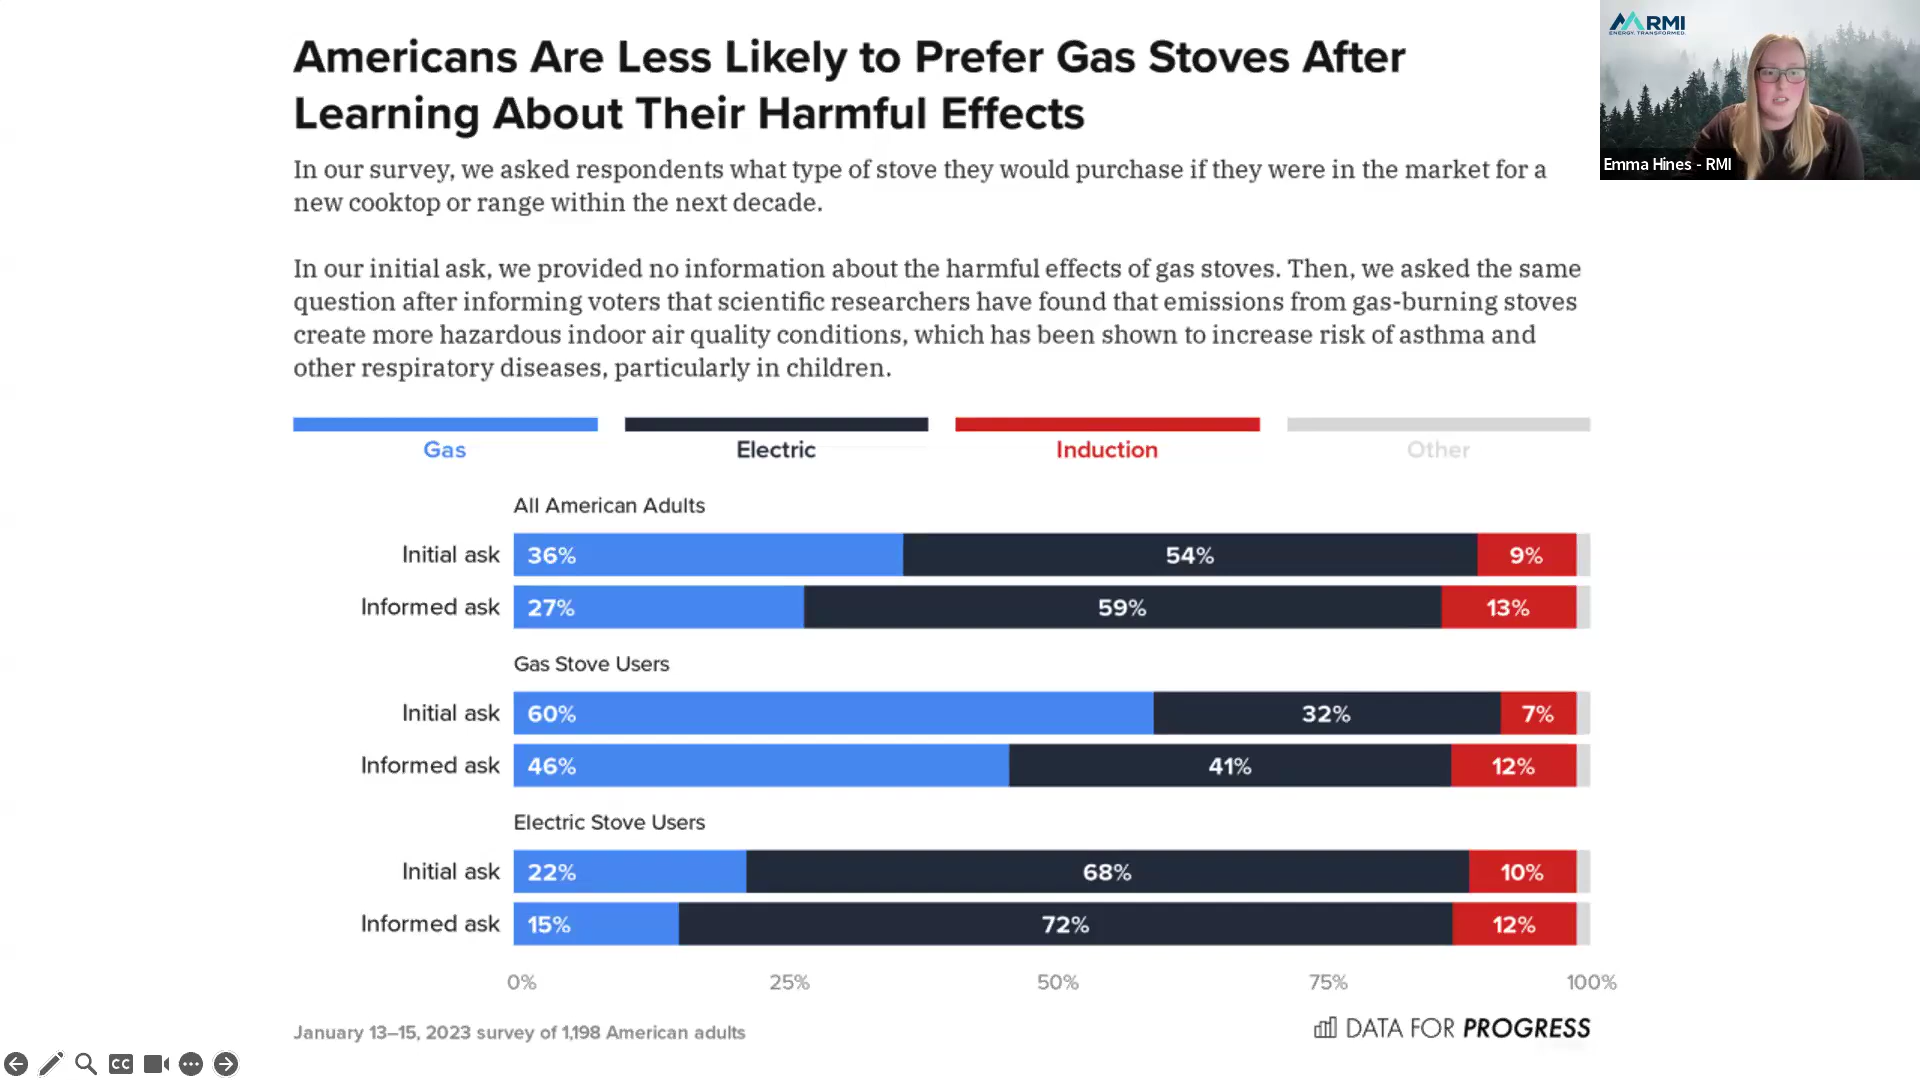 Americans Are Less Likely to Prefer Gas Stoves After
Learning About Their Harmful Effects
In our survey, we asked respondents what type of stove they would purchase if they were in the market for a
new cooktop or range within the next decade.
In our initial ask, we provided no information about the harmful effects of gas stoves. Then, we asked the same
question after informing voters that scientific researchers have found that emissions from gas-burning stoves
create more hazardous indoor air quality conditions, which has been shown to increase risk of asthma and
other respiratory diseases, particularly in children.
RMI
ENERGY. TRANSFORMED.
Emma Hines - RMI
Gas Electric Induction Other
All American Adults
Initial ask 36% 54% 9%
Informed ask 27% 59% 13%
Gas Stove Users
Initial ask 60% 32% 7%
Informed ask 46% 41% 12%
Electric Stove Users
Initial ask 22% 68% 10%
Informed ask 15% 72% 12%
0% 25% 50% 75% 100%
January 13–15, 2023 survey of 1,198 American adults
DATA FOR PROGRESS
CC